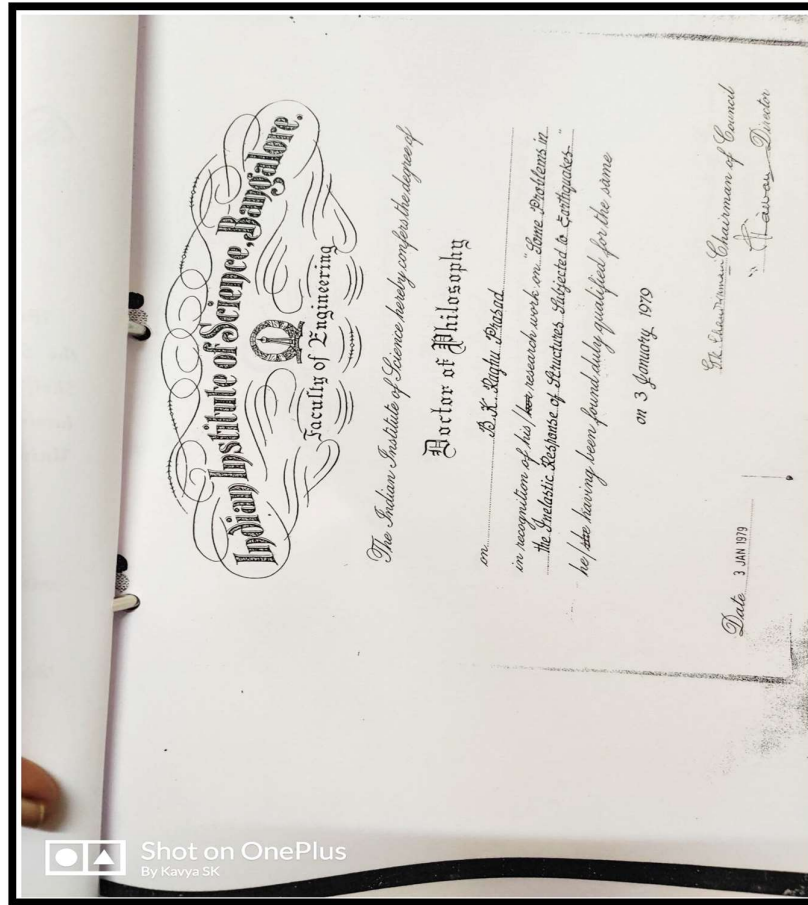 Indian Institute of Science, Bangalore.
Faculty of Engineering
The Indian Institute of Science hereby confers the degree of
Doctor of Philosophy
on B.K. Raghu Prasad
in recognition of his/her research work on "Some Problems in
the Inelastic Response of Structures Subjected to Earthquakes"
he/she having been found duly qualified for the same
on 3 January 1979
Chairman of Council
Date 3 JAN 1979
" Director
Shot on OnePlus
By Kavya SK